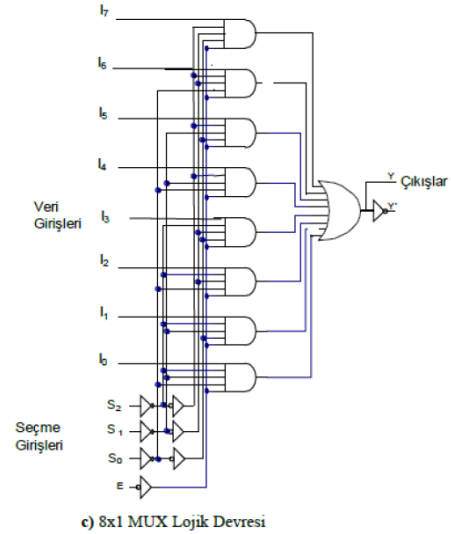 I7
I6
I5
I4
Veri
Girişleri
I3
I2
I1
I0
Y Çıkışlar
Y'
Seçme
Girişleri
S2
S1
S0
E
c) 8x1 MUX Lojik Devresi